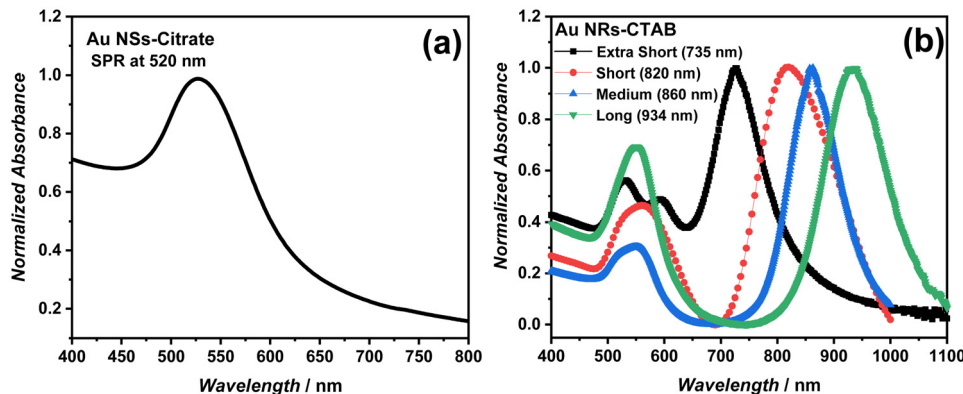 Au NSs-Citrate
SPR at 520 nm
(a)
Normalized Absorbance
1.2
1.0
0.8
0.6
0.4
0.2
400 450 500 550 600 650 700 750 800
Wavelength / nm
Au NRs-CTAB
(b)
Extra Short (735 nm)
Short (820 nm)
Medium (860 nm)
Long (934 nm)
Normalized Absorbance
1.2
1.0
0.8
0.6
0.4
0.2
0.0
400 500 600 700 800 900 1000 1100
Wavelength / nm